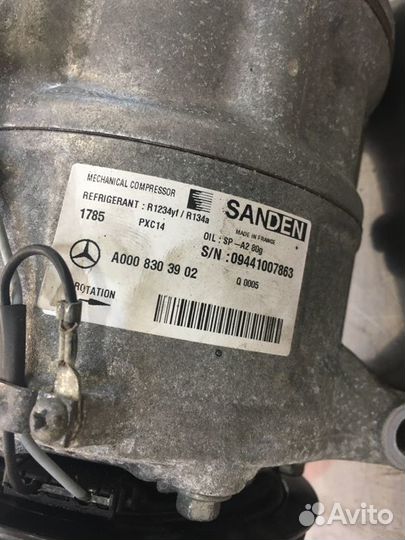 MECHANICAL COMPRESSOR
SANDEN
REFRIGERANT : R1234yf / R134a
MADE IN FRANCE
1785 PXC14
OIL : SP-A2 80g
S/N :09441007863
A000 830 39 02
Q 0005
ROTATION
Avito